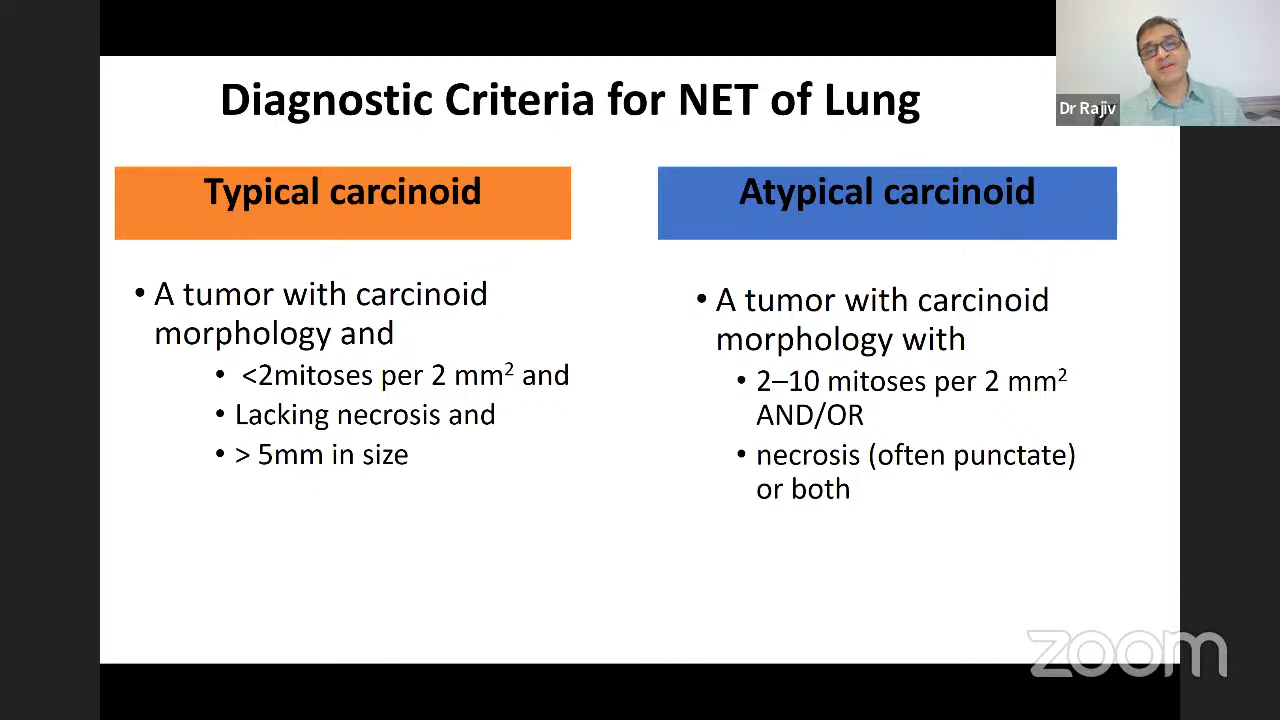 Diagnostic Criteria for NET of Lung
Dr Rajiv
Typical carcinoid
• A tumor with carcinoid
morphology and
• <2mitoses per 2 mm² and
• Lacking necrosis and
• > 5mm in size
Atypical carcinoid
• A tumor with carcinoid
morphology with
• 2–10 mitoses per 2 mm²
AND/OR
• necrosis (often punctate)
or both
zoom